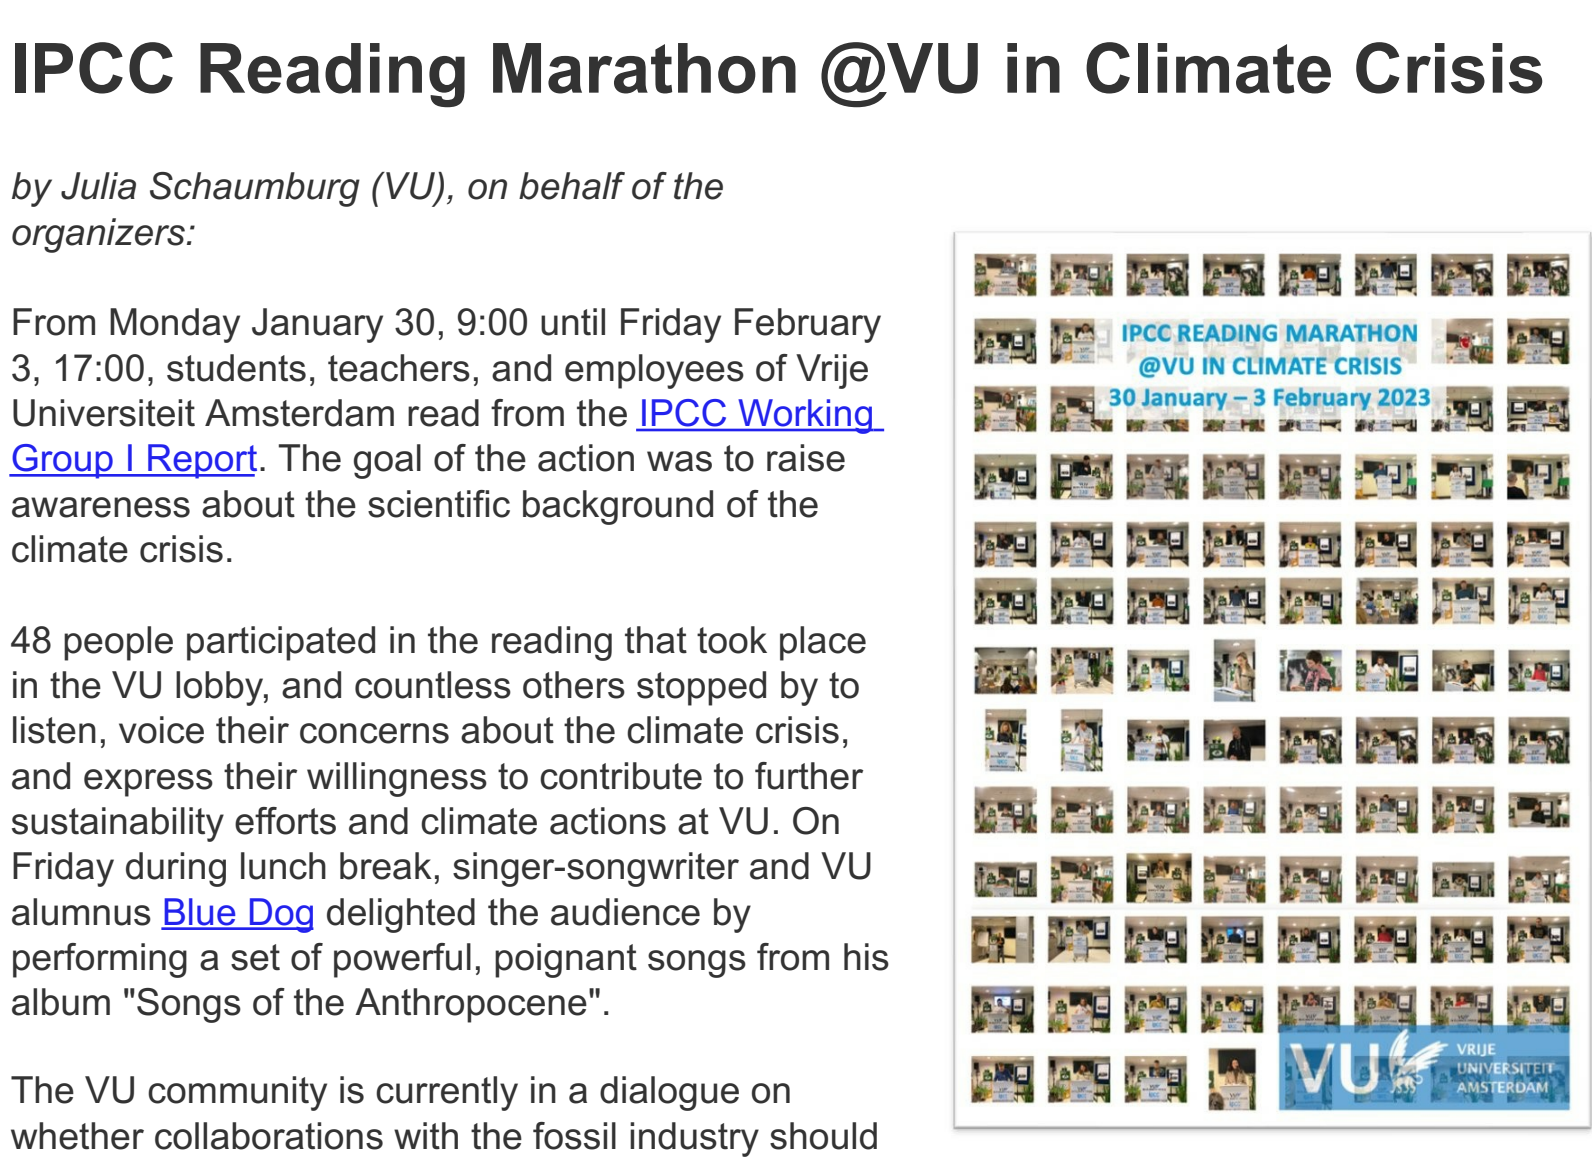 IPCC Reading Marathon @VU in Climate Crisis
by Julia Schaumburg (VU), on behalf of the
organizers:
From Monday January 30, 9:00 until Friday February
3, 17:00, students, teachers, and employees of Vrije
Universiteit Amsterdam read from the IPCC Working
Group I Report. The goal of the action was to raise
awareness about the scientific background of the
climate crisis.
48 people participated in the reading that took place
in the VU lobby, and countless others stopped by to
listen, voice their concerns about the climate crisis,
and express their willingness to contribute to further
sustainability efforts and climate actions at VU. On
Friday during lunch break, singer-songwriter and VU
alumnus Blue Dog delighted the audience by
performing a set of powerful, poignant songs from his
album "Songs of the Anthropocene".
The VU community is currently in a dialogue on
whether collaborations with the fossil industry should
IPCC READING MARATHON
@VU IN CLIMATE CRISIS
30 January – 3 February 2023
VU
VRIJE
UNIVERSITEIT
AMSTERDAM